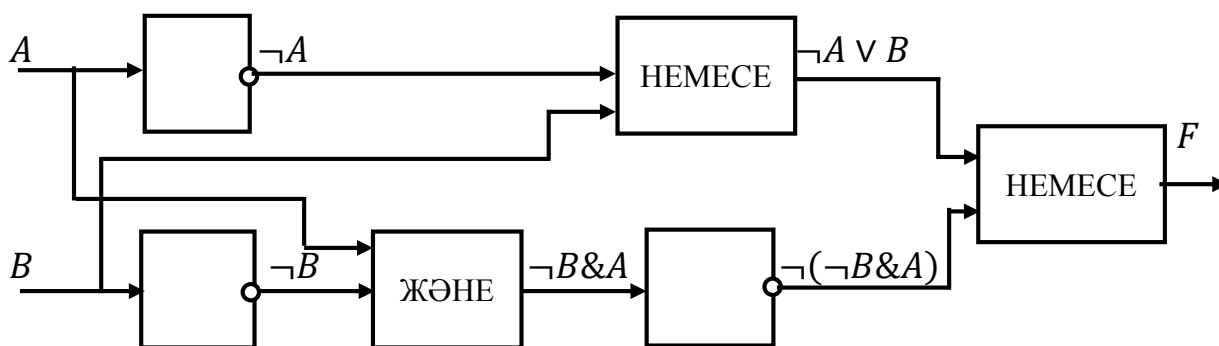 A
¬A
НЕМЕСЕ
¬A ∨ B
НЕМЕСЕ
F
B
¬B
ЖӘНЕ
¬B&A
¬(¬B&A)